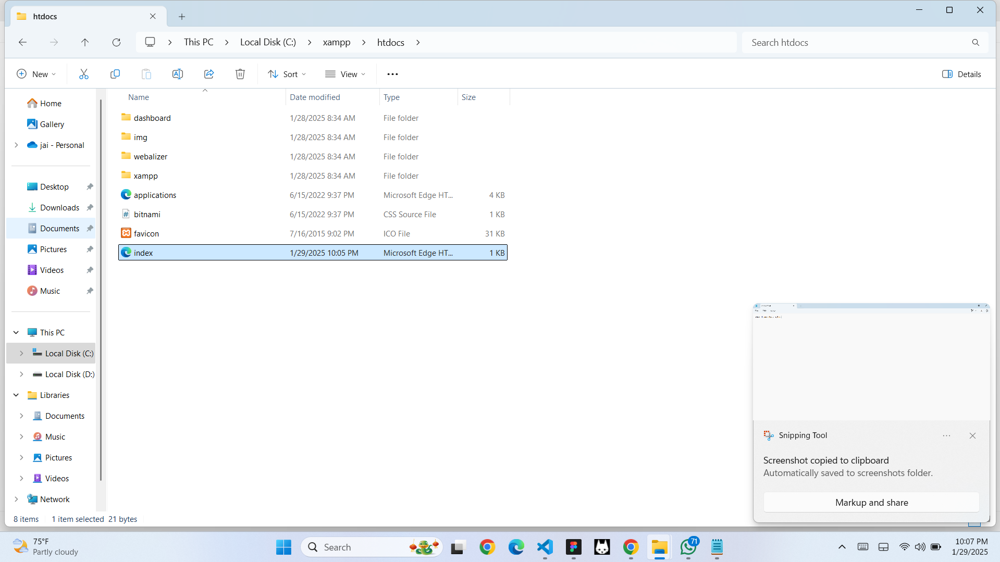 htdocs
This PC
Local Disk (C:)
xampp
htdocs
Search htdocs
New
Sort
View
Details
Name
Date modified
Type
Size
Home
Gallery
jai - Personal
Desktop
Downloads
Documents
Pictures
Videos
Music
This PC
Local Disk (C:)
Local Disk (D:)
Libraries
Documents
Music
Pictures
Videos
Network
dashboard 1/28/2025 8:34 AM File folder
img 1/28/2025 8:34 AM File folder
webalizer 1/28/2025 8:34 AM File folder
xampp 1/28/2025 8:34 AM File folder
applications 6/15/2022 9:37 PM Microsoft Edge HT... 4 KB
bitnami 6/15/2022 9:37 PM CSS Source File 1 KB
favicon 7/16/2015 9:02 PM ICO File 31 KB
index 1/29/2025 10:05 PM Microsoft Edge HT... 1 KB
Snipping Tool
Screenshot copied to clipboard
Automatically saved to screenshots folder.
Markup and share
8 items 1 item selected 21 bytes
75°F
Partly cloudy
Search
71
10:07 PM
1/29/2025